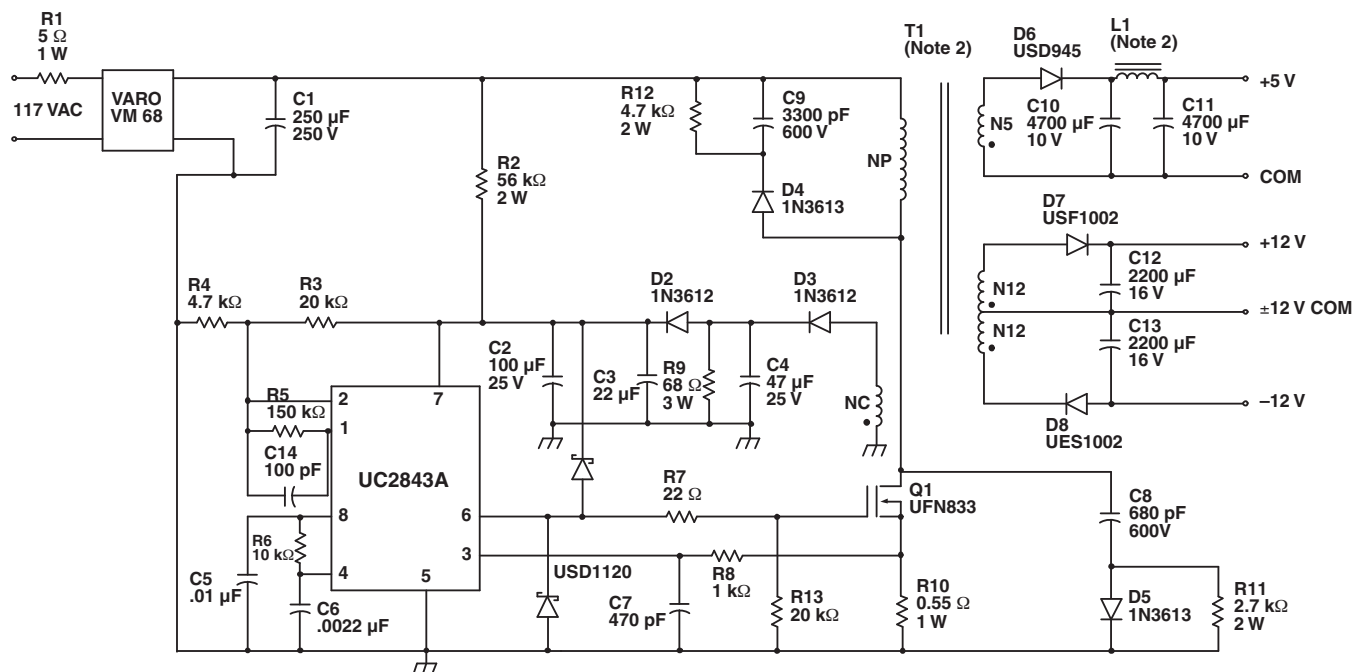 R1
5 Ω
1 W
117 VAC
VARO
VM 68
C1
250 µF
250 V
R2
56 kΩ
2 W
R12
4.7 kΩ
2 W
C9
3300 pF
600 V
D4
1N3613
NP
T1
(Note 2)
D6
USD945
L1
(Note 2)
N5
C10
4700 µF
10 V
C11
4700 µF
10 V
+5 V
COM
D7
USF1002
+12 V
N12
N12
C12
2200 µF
16 V
±12 V COM
C13
2200 µF
16 V
–12 V
D8
UES1002
R4
4.7 kΩ
R3
20 kΩ
D2
1N3612
D3
1N3612
C2
100 µF
25 V
C3
22 µF
R9
68 Ω
3 W
C4
47 µF
25 V
NC
R5
150 kΩ
C14
100 pF
2
1
7
UC2843A
8
6
3
4
5
R6
10 kΩ
C5
.01 µF
C6
.0022 µF
USD1120
R7
22 Ω
Q1
UFN833
C7
470 pF
R8
1 kΩ
R13
20 kΩ
R10
0.55 Ω
1 W
C8
680 pF
600V
D5
1N3613
R11
2.7 kΩ
2 W